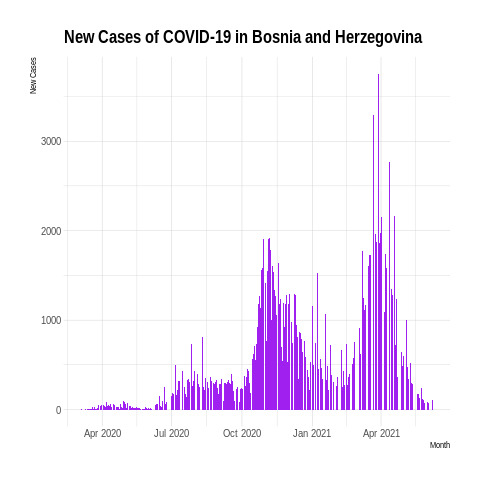 New Cases of COVID-19 in Bosnia and Herzegovina
New Cases
3000
2000
1000
0
Apr 2020 Jul 2020 Oct 2020 Jan 2021 Apr 2021
Month